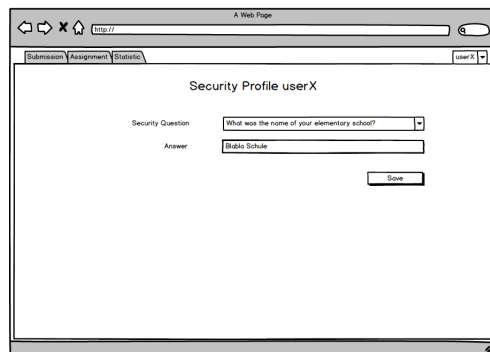 A Web Page
http://
Submission Assignment Statistic userX
Security Profile userX
Security Question What was the name of your elementary school?
Answer Blabla Schule
Save